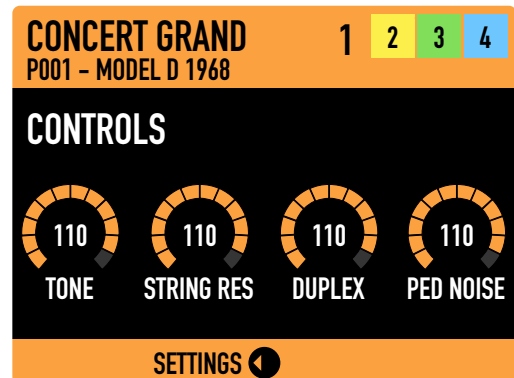 CONCERT GRAND 1 2 3 4
P001 - MODEL D 1968
CONTROLS
110 110 110 110
TONE STRING RES DUPLEX PED NOISE
SETTINGS